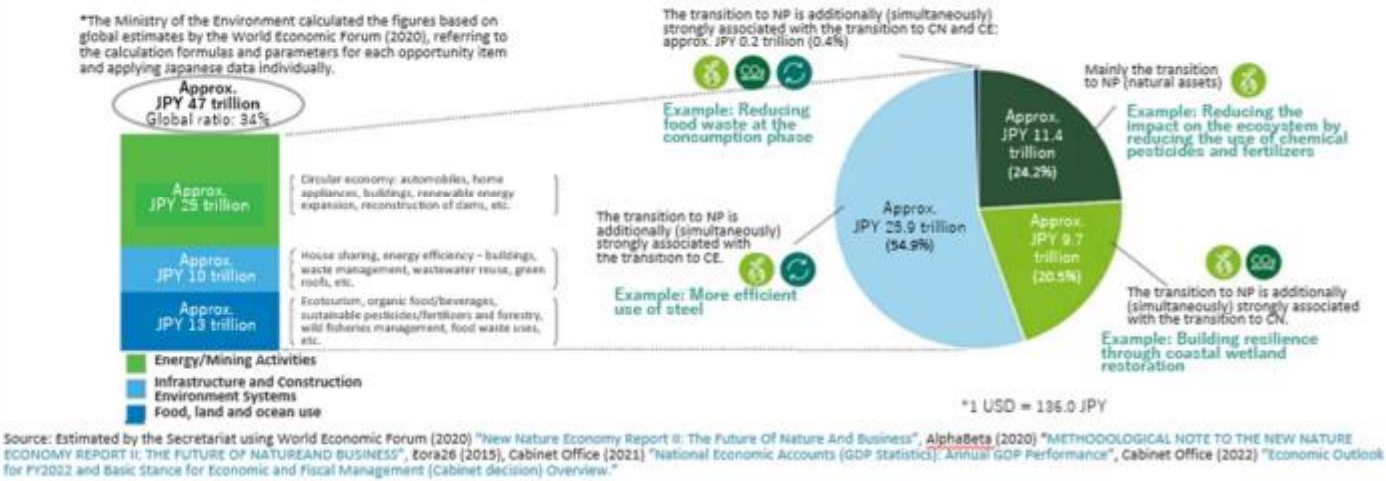 *The Ministry of the Environment calculated the figures based on
global estimates by the World Economic Forum (2020), referring to
the calculation formulas and parameters for each opportunity item
and applying Japanese data individually.
Approx.
JPY 47 trillion
Global ratio: 34%
Approx.
JPY 25 trillion
Circular economy: automobiles, home
appliances, buildings, renewable energy
expansion, reconstruction of dams, etc.
Approx.
JPY 10 trillion
House sharing, energy efficiency – buildings,
waste management, wastewater reuse, green
roofs, etc.
Approx.
JPY 13 trillion
Ecotourism, organic food/beverages,
sustainable pesticides/fertilizers and forestry,
wild fisheries management, food waste uses,
etc.
Energy/Mining Activities
Infrastructure and Construction
Environment Systems
Food, land and ocean use
The transition to NP is additionally (simultaneously)
strongly associated with the transition to CN and CE:
approx. JPY 0.2 trillion (0.4%)
CO2
Example: Reducing
food waste at the
consumption phase
Mainly the transition
to NP (natural assets)
Example: Reducing the
impact on the ecosystem by
reducing the use of chemical
pesticides and fertilizers
Approx.
JPY 11.4
trillion
(24.2%)
Approx.
JPY 25.9 trillion
(54.9%)
Approx.
JPY 9.7
trillion
(20.5%)
The transition to NP is
additionally (simultaneously)
strongly associated with
the transition to CE.
Example: More efficient
use of steel
CO2
The transition to NP is additionally
(simultaneously) strongly associated
with the transition to CN.
Example: Building resilience
through coastal wetland
restoration
*1 USD = 136.0 JPY
Source: Estimated by the Secretariat using World Economic Forum (2020) "New Nature Economy Report II: The Future Of Nature And Business", AlphaBeta (2020) "METHODOLOGICAL NOTE TO THE NEW NATURE
ECONOMY REPORT II: THE FUTURE OF NATUREAND BUSINESS", Eora26 (2015), Cabinet Office (2021) "National Economic Accounts (GDP Statistics): Annual GDP Performance", Cabinet Office (2022) "Economic Outlook
for FY2022 and Basic Stance for Economic and Fiscal Management (Cabinet decision) Overview."